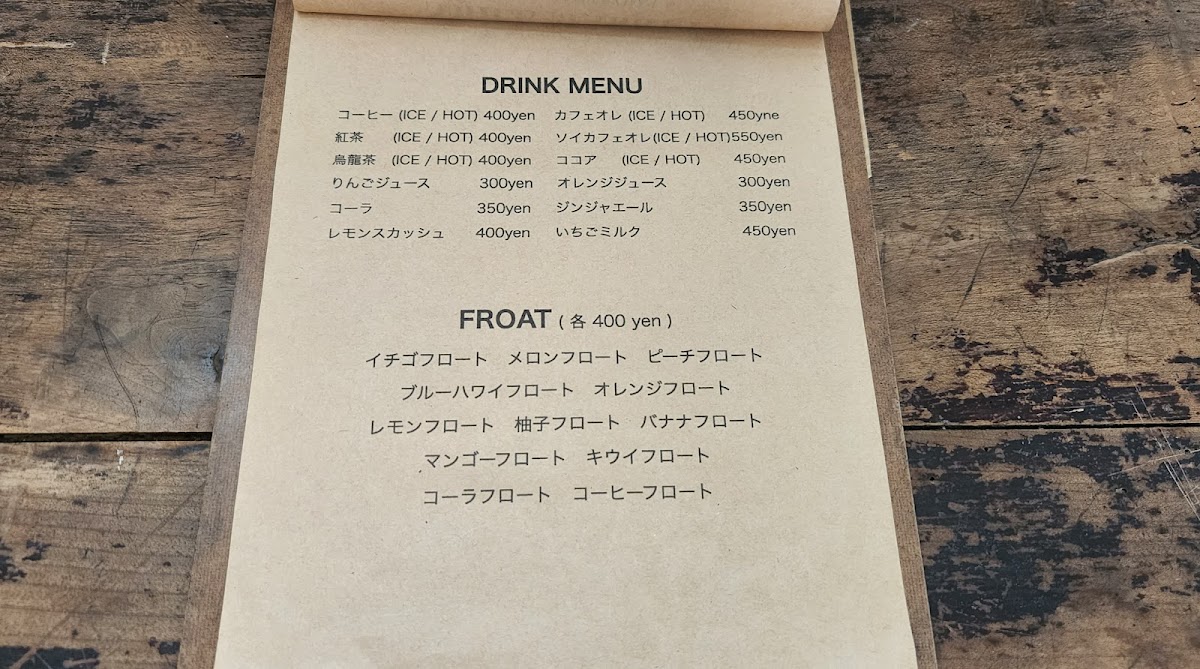 DRINK MENU
コーヒー (ICE / HOT) 400yen カフェオレ (ICE / HOT) 450yne
紅茶 (ICE / HOT) 400yen ソイカフェオレ(ICE / HOT)550yen
烏龍茶 (ICE / HOT) 400yen ココア (ICE / HOT) 450yen
りんごジュース 300yen オレンジジュース 300yen
コーラ 350yen ジンジャエール 350yen
レモンスカッシュ 400yen いちごミルク 450yen
FROAT ( 各 400 yen )
イチゴフロート メロンフロート ピーチフロート
ブルーハワイフロート オレンジフロート
レモンフロート 柚子フロート バナナフロート
マンゴーフロート キウイフロート
コーラフロート コーヒーフロート